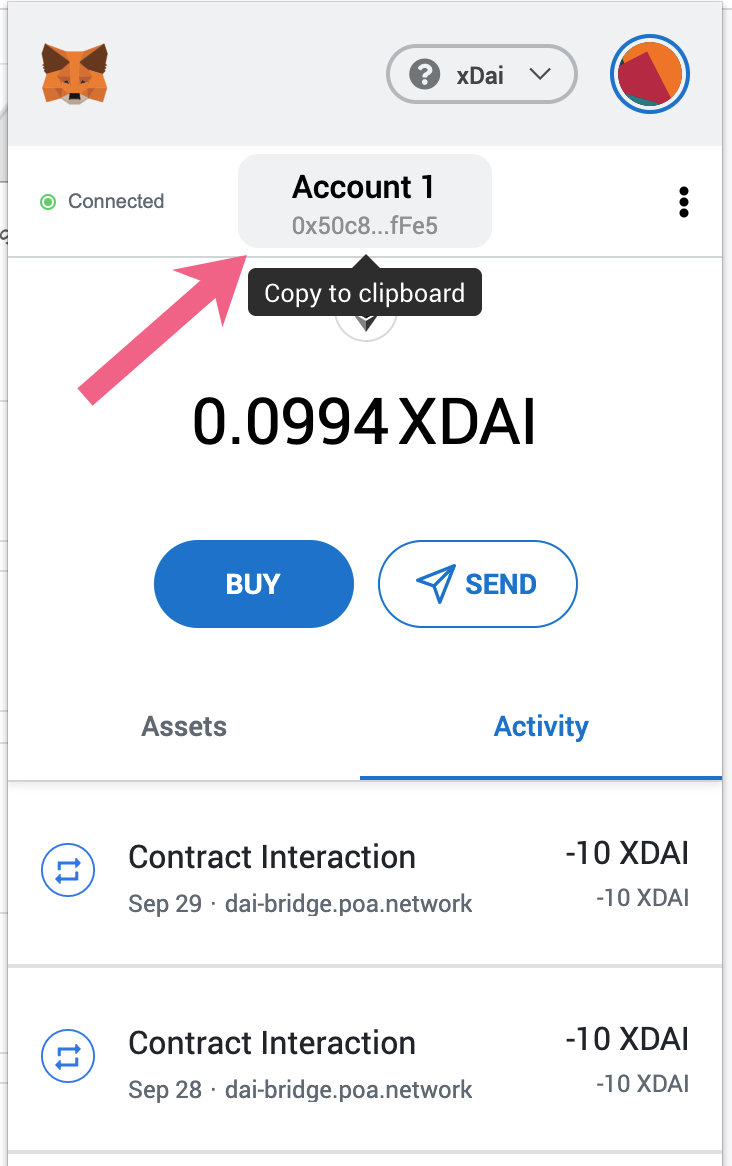 ? xDai
Connected
Account 1
0x50c8...fFe5
Copy to clipboard
0.0994 XDAI
BUY
SEND
Assets
Activity
Contract Interaction
-10 XDAI
Sep 29 · dai-bridge.poa.network
-10 XDAI
Contract Interaction
-10 XDAI
Sep 28 · dai-bridge.poa.network
-10 XDAI